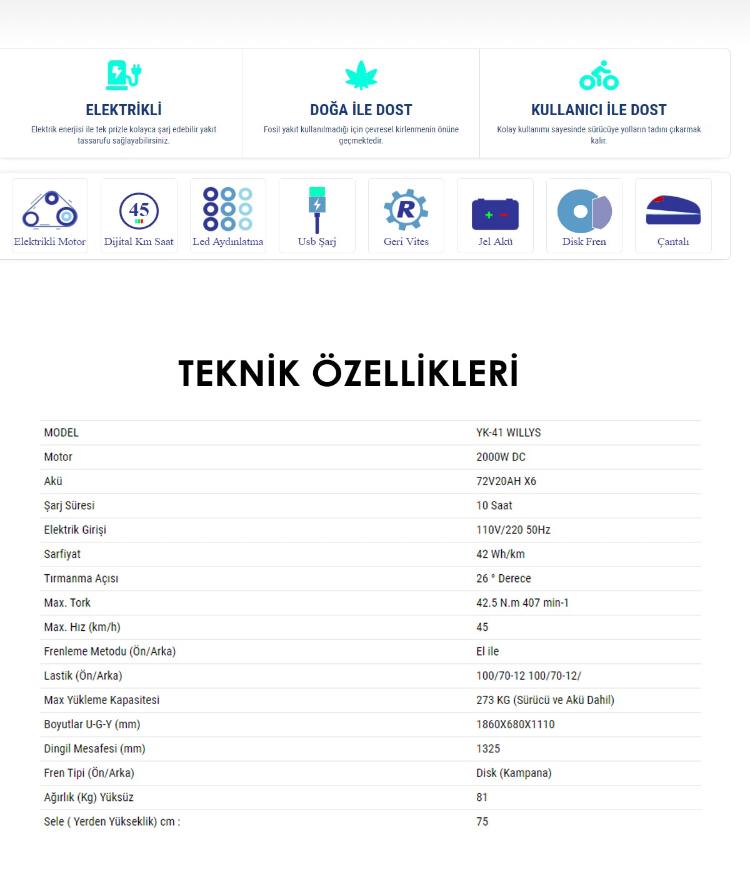 ELEKTRİKLİ
Elektrik enerjisi ile tek prizle kolayca şarj edebilir yakıt
tassarufu sağlayabilirsiniz.
DOĞA İLE DOST
Fosil yakıt kullanılmadığı için çevresel kirlenmenin önüne
geçmektedir.
KULLANICI İLE DOST
Kolay kullanımı sayesinde sürücüye yolların tadını çıkarmak
kalır.
Elektrikli Motor
45
Dijital Km Saat
Led Aydınlatma
Usb Şarj
R
Geri Vites
Jel Akü
Disk Fren
Çantalı
TEKNİK ÖZELLİKLERİ
MODEL YK-41 WILLYS
Motor 2000W DC
Akü 72V20AH X6
Şarj Süresi 10 Saat
Elektrik Girişi 110V/220 50Hz
Sarfiyat 42 Wh/km
Tırmanma Açısı 26 ° Derece
Max. Tork 42.5 N.m 407 min-1
Max. Hız (km/h) 45
Frenleme Metodu (Ön/Arka) El ile
Lastik (Ön/Arka) 100/70-12 100/70-12/
Max Yükleme Kapasitesi 273 KG (Sürücü ve Akü Dahil)
Boyutlar U-G-Y (mm) 1860X680X1110
Dingil Mesafesi (mm) 1325
Fren Tipi (Ön/Arka) Disk (Kampana)
Ağırlık (Kg) Yüksüz 81
Sele ( Yerden Yükseklik) cm : 75